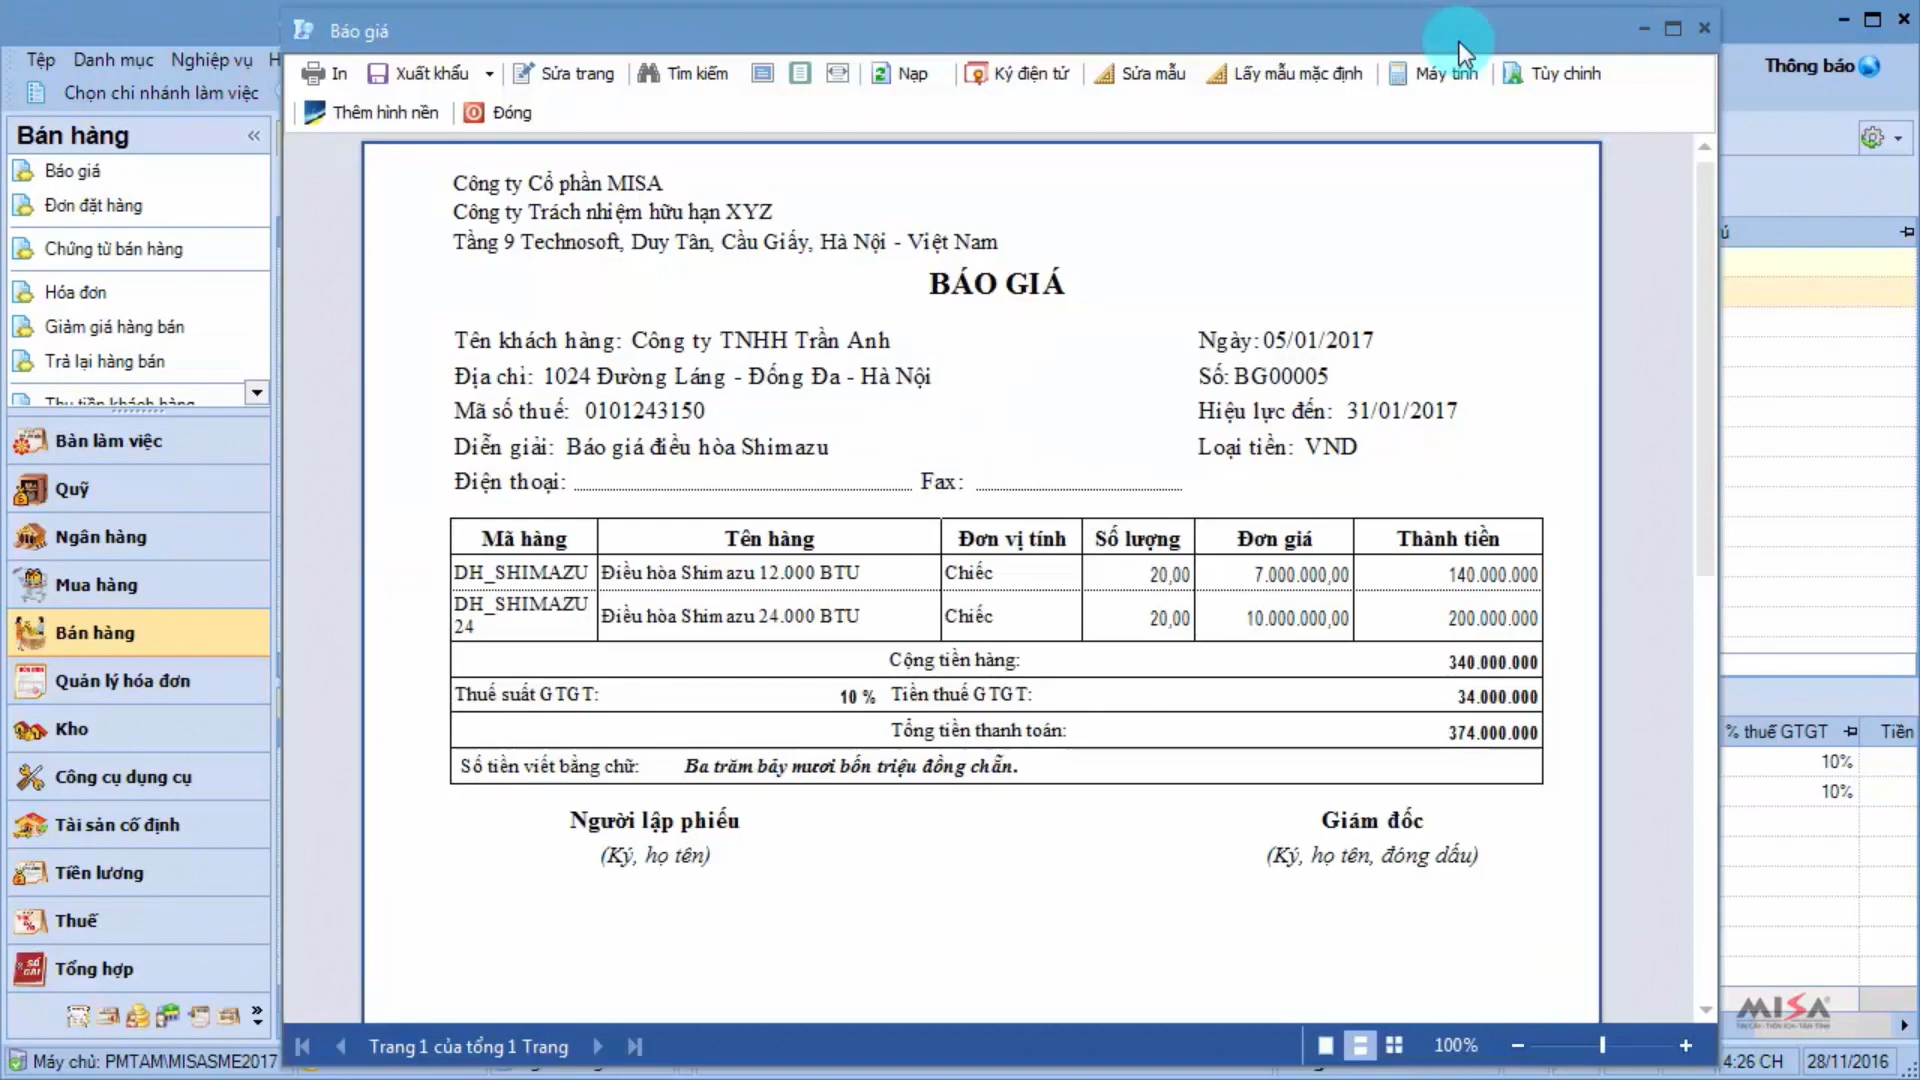 Báo giá
Tệp Danh mục Nghiệp vụ
Chọn chi nhánh làm việc
In Xuất khẩu Sửa trang Tìm kiếm Nạp Ký điện tử Sửa mẫu Lấy mẫu mặc định Máy tính Tùy chỉnh
Thêm hình nền Đóng
Thông báo
Bán hàng
Báo giá
Đơn đặt hàng
Chứng từ bán hàng
Hóa đơn
Giảm giá hàng bán
Trả lại hàng bán
Thu tiền khách hàng
Bàn làm việc
Quỹ
Ngân hàng
Mua hàng
Bán hàng
Quản lý hóa đơn
Kho
Công cụ dụng cụ
Tài sản cố định
Tiền lương
Thuế
Tổng hợp
Công ty Cổ phần MISA
Công ty Trách nhiệm hữu hạn XYZ
Tầng 9 Technosoft, Duy Tân, Cầu Giấy, Hà Nội - Việt Nam
BÁO GIÁ
Tên khách hàng: Công ty TNHH Trần Anh Ngày: 05/01/2017
Địa chỉ: 1024 Đường Láng - Đống Đa - Hà Nội Số: BG00005
Mã số thuế: 0101243150 Hiệu lực đến: 31/01/2017
Diễn giải: Báo giá điều hòa Shimazu Loại tiền: VND
Điện thoại: Fax:
Mã hàng Tên hàng Đơn vị tính Số lượng Đơn giá Thành tiền
DH_SHIMAZU Điều hòa Shimazu 12.000 BTU Chiếc 20,00 7.000.000,00 140.000.000
DH_SHIMAZU
24 Điều hòa Shimazu 24.000 BTU Chiếc 20,00 10.000.000,00 200.000.000
Cộng tiền hàng: 340.000.000
Thuế suất GTGT: 10 % Tiền thuế GTGT: 34.000.000
Tổng tiền thanh toán: 374.000.000
Số tiền viết bằng chữ: Ba trăm bảy mươi bốn triệu đồng chẵn.
Người lập phiếu Giám đốc
(Ký, họ tên) (Ký, họ tên, đóng dấu)
% thuế GTGT Tiền
10%
10%
MISA
Trang 1 của tổng 1 Trang 100%
Máy chủ: PMTAM\MISASME2017 4:26 CH 28/11/2016